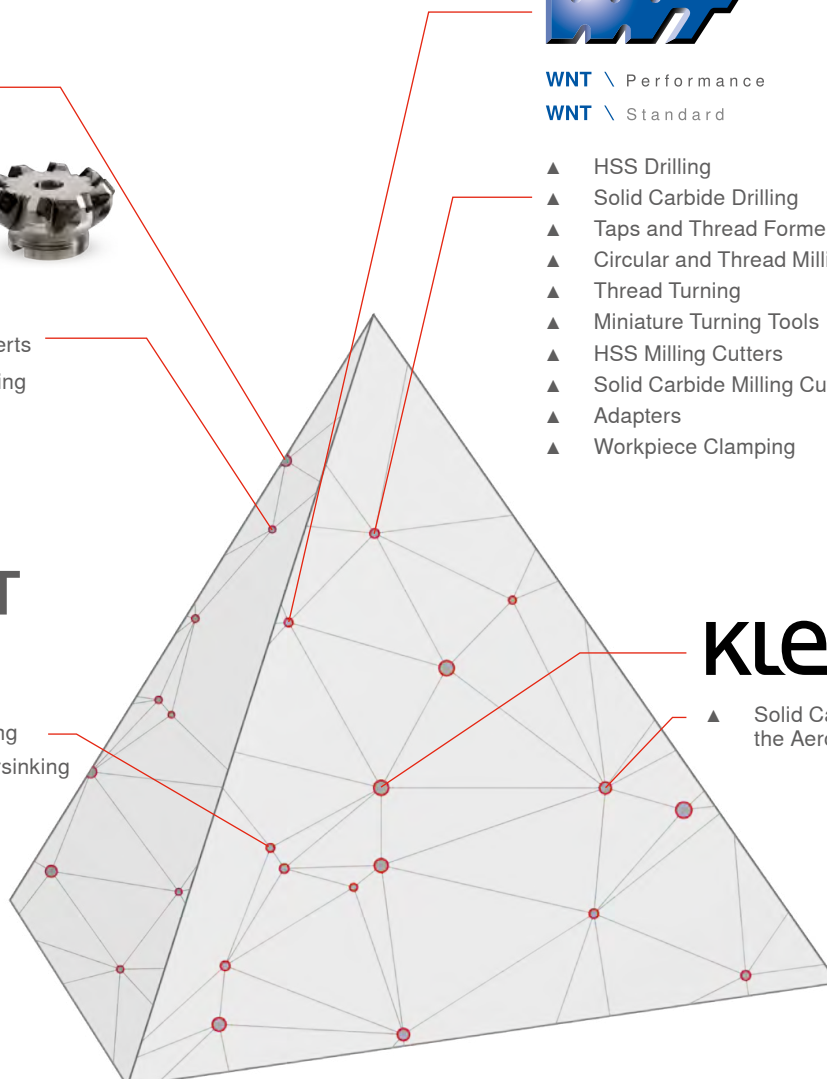 WNT
WNT \ Performance
WNT \ Standard
▲ HSS Drilling
▲ Solid Carbide Drilling
▲ Taps and Thread Forme
▲ Circular and Thread Milli
▲ Thread Turning
▲ Miniature Turning Tools
▲ HSS Milling Cutters
▲ Solid Carbide Milling Cu
▲ Adapters
▲ Workpiece Clamping
erts
ing
T
KLe
▲ Solid Ca
the Aero
ng
rsinking